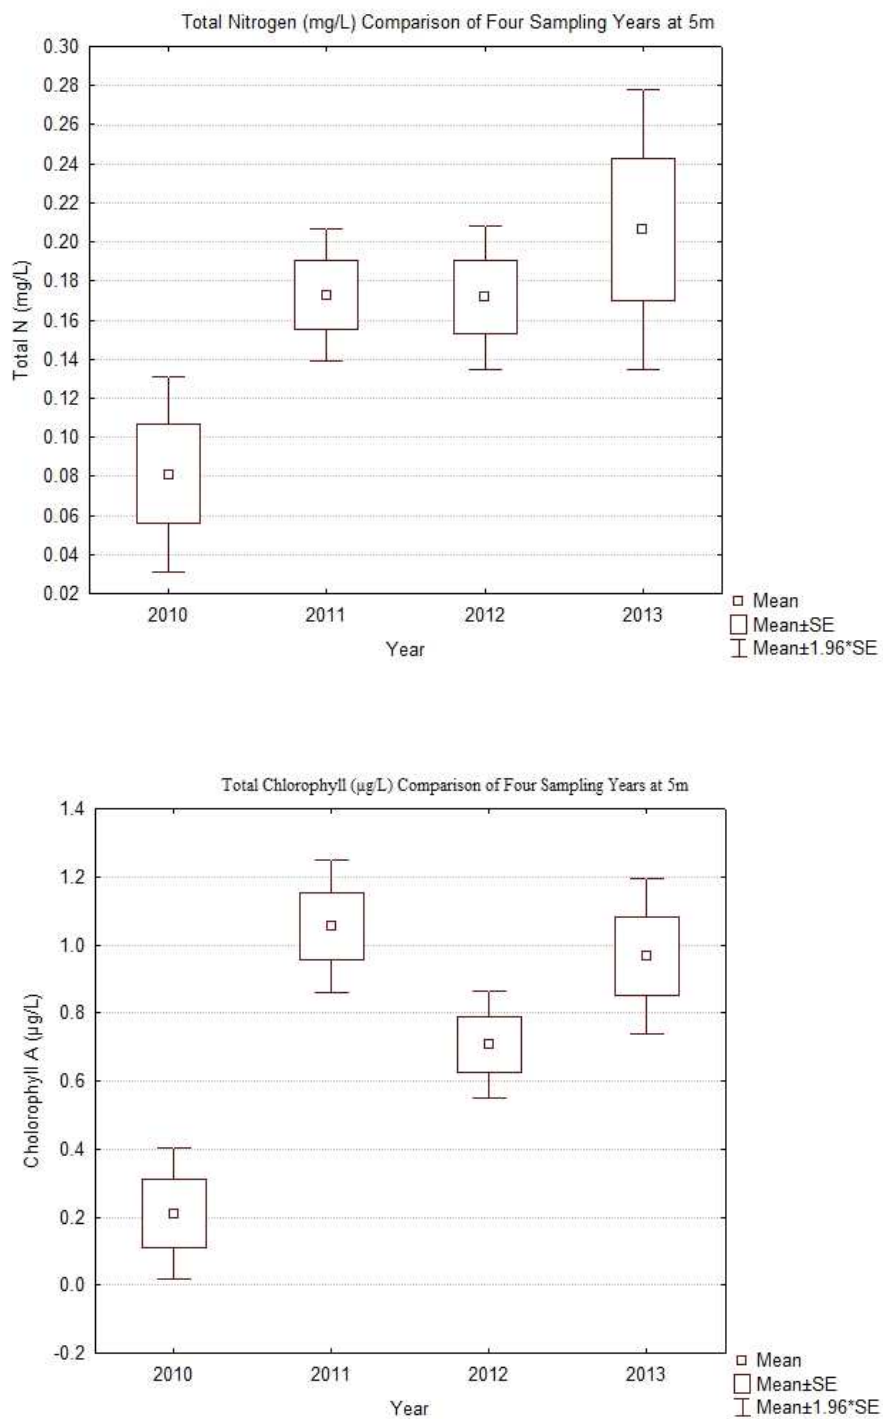 Total Nitrogen (mg/L) Comparison of Four Sampling Years at 5m
0.30
0.28
0.26
0.24
0.22
0.20
0.18
0.16
0.14
0.12
0.10
0.08
0.06
0.04
0.02
Total N (mg/L)
2010 2011 2012 2013
Year
Mean
Mean±SE
Mean±1.96*SE
Total Chlorophyll (µg/L) Comparison of Four Sampling Years at 5m
1.4
1.2
1.0
0.8
0.6
0.4
0.2
0.0
-0.2
Cholorophyll A (µg/L)
2010 2011 2012 2013
Year
Mean
Mean±SE
Mean±1.96*SE